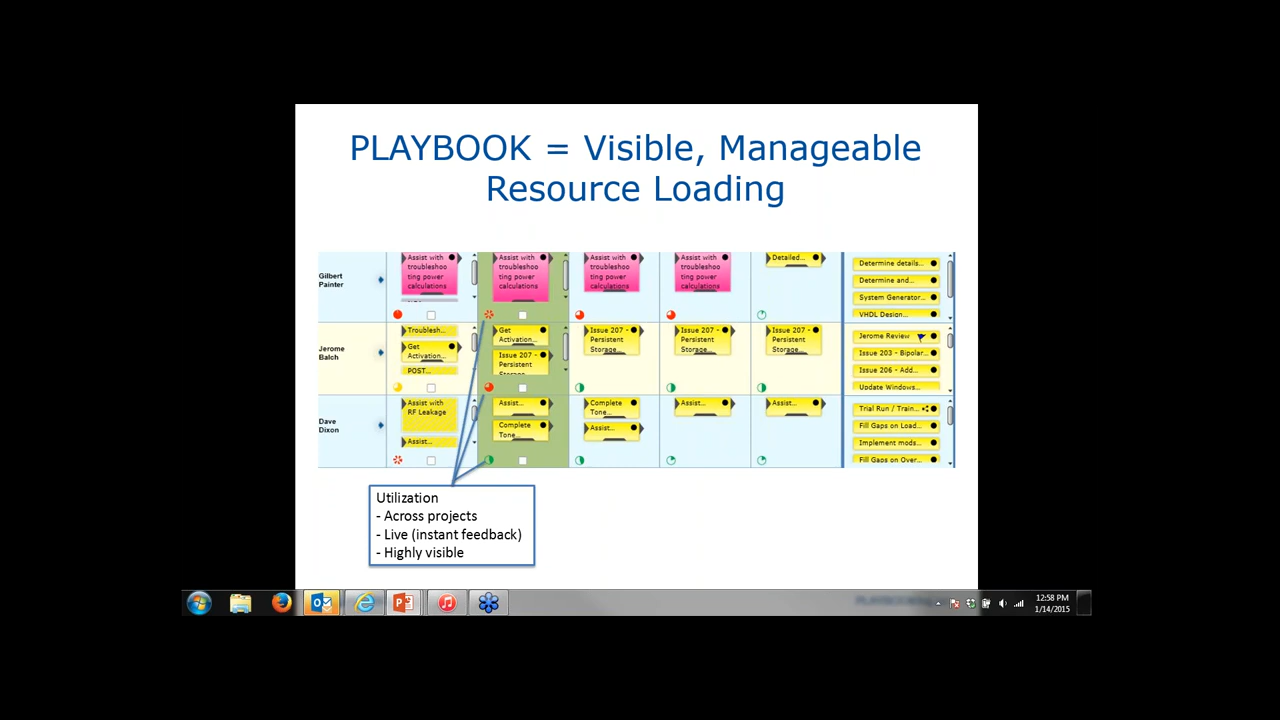 PLAYBOOK = Visible, Manageable
Resource Loading
Gilbert
Painter
Assist with
troubleshoo
ting power
calculations
Assist with
troubleshoo
ting power
calculations
Assist with
troubleshoo
ting power
calculations
Assist with
troubleshoo
ting power
calculations
Detailed...
Determine details...
Determine and...
System Generator...
VHDL Design...
Jerome
Balch
Troublesh...
Get
Activation...
POST...
Get
Activation...
Issue 207 -
Persistent
Storage
Issue 207 -
Persistent
Storage...
Issue 207 -
Persistent
Storage...
Issue 207 -
Persistent
Storage...
Jerome Review
Issue 203 - Bipolar...
Issue 206 - Add...
Update Windows...
Dave
Dixon
Assist with
RF Leakage
Assist...
Assist...
Complete
Tone...
Complete
Tone...
Assist...
Assist...
Assist...
Trial Run / Train...
Fill Gaps on Load...
Implement mods...
Fill Gaps on Over...
Utilization
- Across projects
- Live (instant feedback)
- Highly visible
12:58 PM
1/14/2015